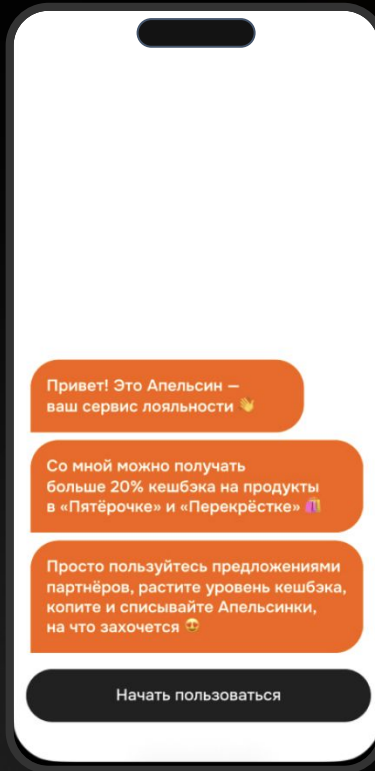 Привет! Это Апельсин —
ваш сервис лояльности 👋
Со мной можно получать
больше 20% кешбэка на продукты
в «Пятёрочке» и «Перекрёстке» 🛍️
Просто пользуйтесь предложениями
партнёров, растите уровень кешбэка,
копите и списывайте Апельсинки,
на что захочется 😍
Начать пользоваться